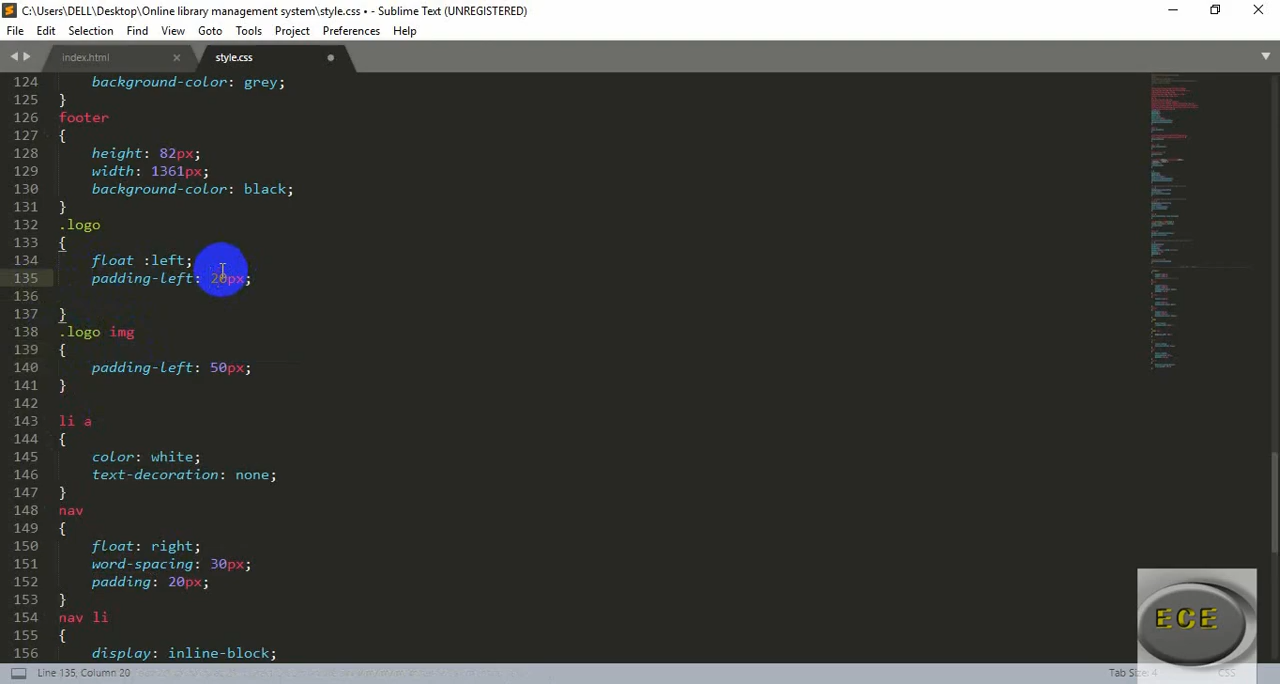 C:\Users\DELL\Desktop\Online library management system\style.css • - Sublime Text (UNREGISTERED)
File Edit Selection View Goto Tools Project Preferences Help
index.html style.css
124 background-color: grey;
125 }
126 footer
127 {
128 height: 82px;
129 width: 1361px;
130 background-color: black;
131 }
132 .logo
133 {
134 float :left;
135 padding-left: 20px;
136
137 }
138 .logo img
139 {
140 padding-left: 50px;
141 }
142
143 li a
144 {
145 color: white;
146 text-decoration: none;
147 }
148 nav
149 {
150 float: right;
151 word-spacing: 30px;
152 padding: 20px;
153 }
154 nav li
155 {
156 display: inline-block;
ECE
Line 135, Column 20 Tab Size: 4 CSS